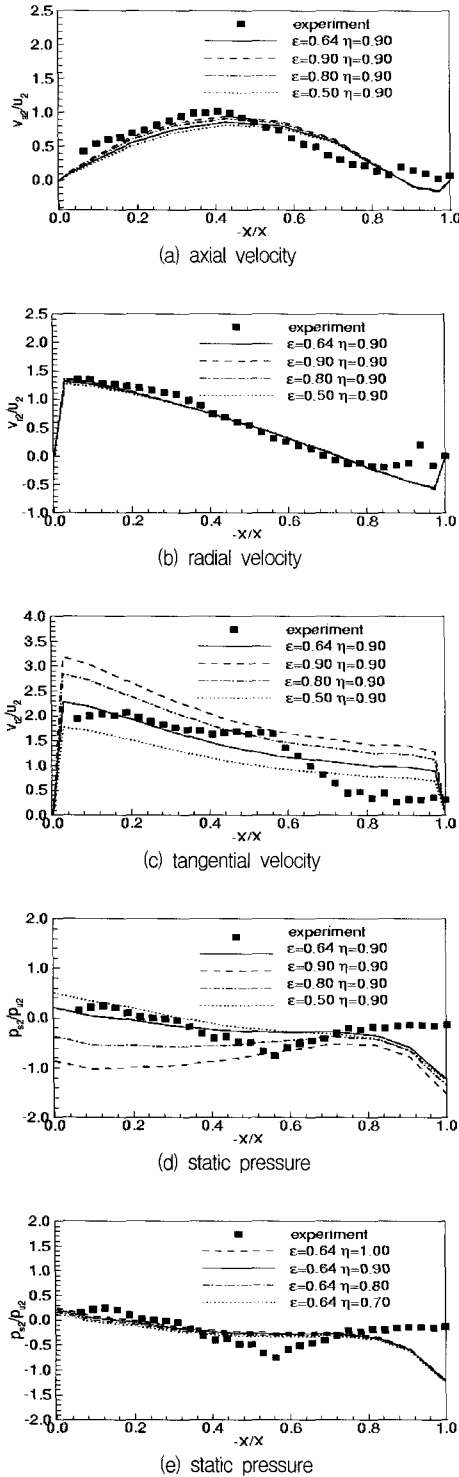 2.5
2.0
1.5
1.0
0.5
0.0
v_a2/u_2
experiment
ε=0.64 η=0.90
ε=0.90 η=0.90
ε=0.80 η=0.90
ε=0.50 η=0.90
0.0 0.2 0.4 0.6 0.8 1.0
-x/x
(a) axial velocity
2.5
2.0
1.5
1.0
0.5
0.0
-0.5
-1.0
v_r2/u_2
experiment
ε=0.64 η=0.90
ε=0.90 η=0.90
ε=0.80 η=0.90
ε=0.50 η=0.90
0.0 0.2 0.4 0.6 0.8 1.0
-x/x
(b) radial velocity
4.0
3.5
3.0
2.5
2.0
1.5
1.0
0.5
0.0
v_t2/u_2
experiment
ε=0.64 η=0.90
ε=0.90 η=0.90
ε=0.80 η=0.90
ε=0.50 η=0.90
0.0 0.2 0.4 0.6 0.8 1.0
-x/x
(c) tangential velocity
2.0
1.0
0.0
-1.0
-2.0
p_s2/p_u2
experiment
ε=0.64 η=0.90
ε=0.90 η=0.90
ε=0.80 η=0.90
ε=0.50 η=0.90
0.0 0.2 0.4 0.6 0.8 1.0
-x/x
(d) static pressure
2.0
1.5
1.0
0.5
0.0
-0.5
-1.0
-1.5
-2.0
p_s2/p_u2
experiment
ε=0.64 η=1.00
ε=0.64 η=0.90
ε=0.64 η=0.80
ε=0.64 η=0.70
0.0 0.2 0.4 0.6 0.8 1.0
-x/x
(e) static pressure